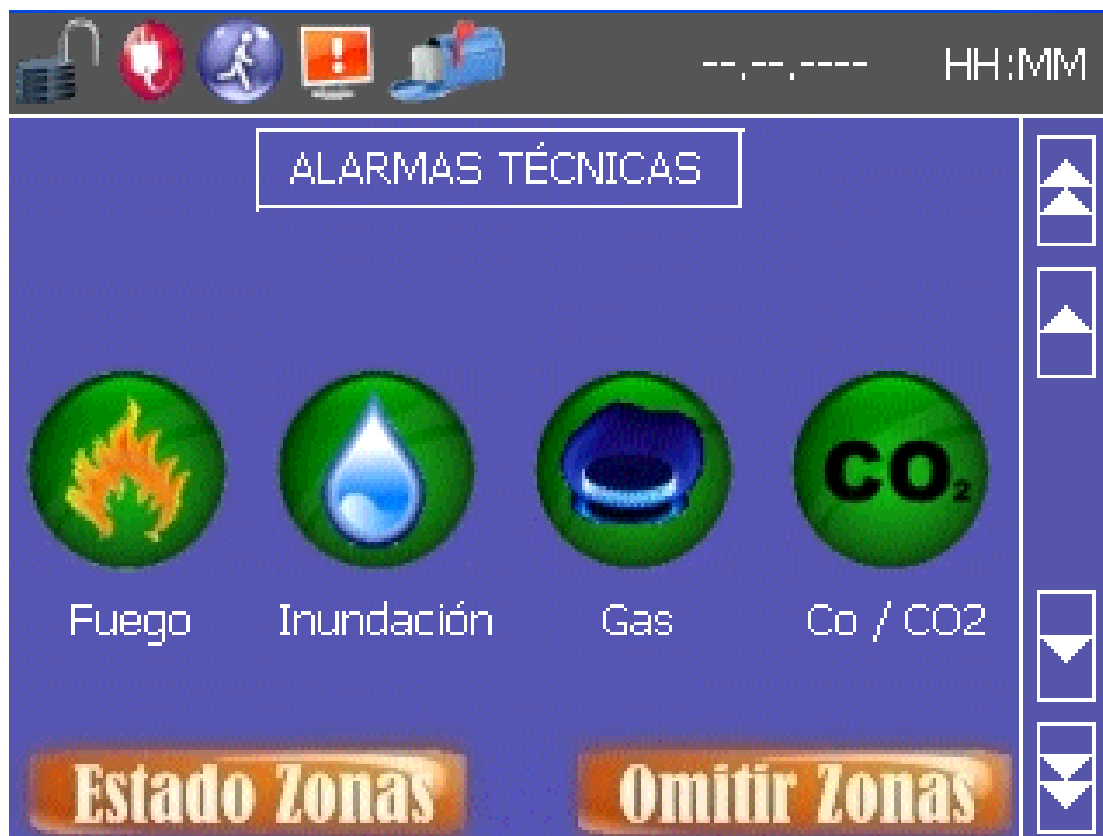 --.--.---- HH:MM
ALARMAS TÉCNICAS
CO₂
Fuego Inundación Gas Co / CO2
Estado Zonas Omitir Zonas